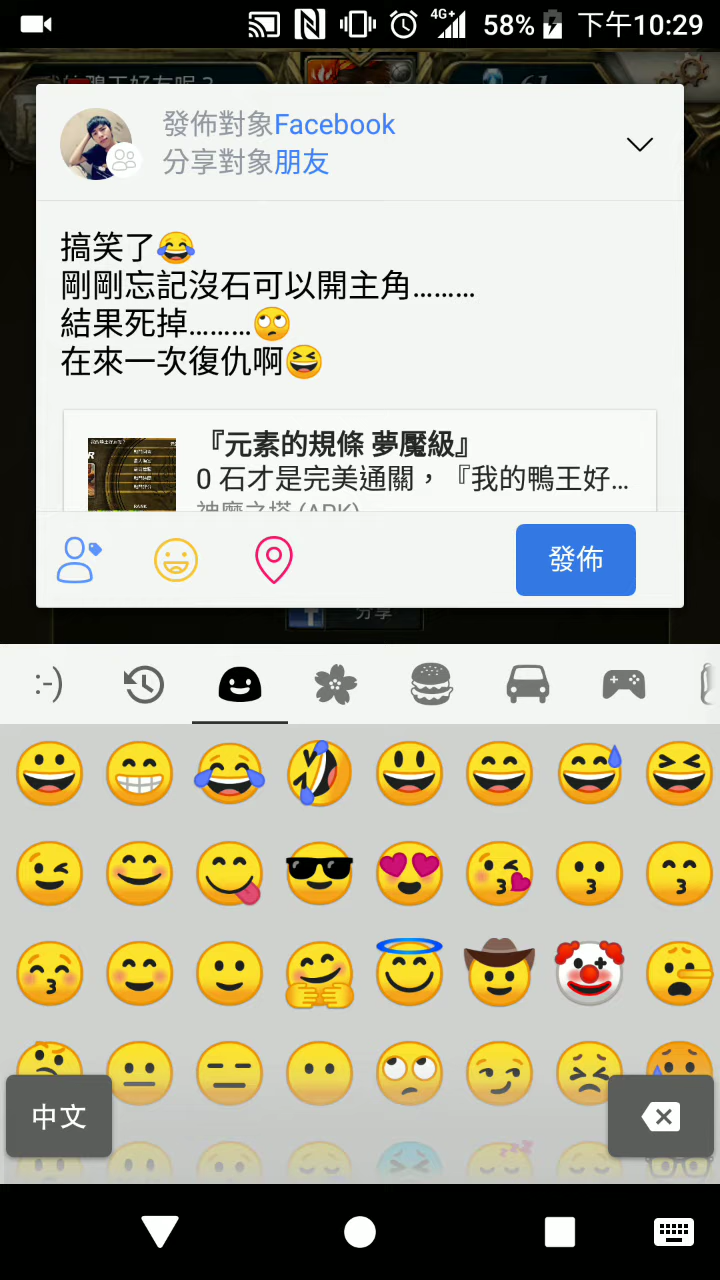 4G+
58%
下午10:29
發佈對象Facebook
分享對象朋友
搞笑了😂
剛剛忘記沒石可以開主角………
結果死掉………🙄
在來一次復仇啊😆
『元素的規條 夢魘級』
0 石才是完美通關，『我的鴨王好...
神魔之塔 (APK)
發佈
分享
:-)
中文